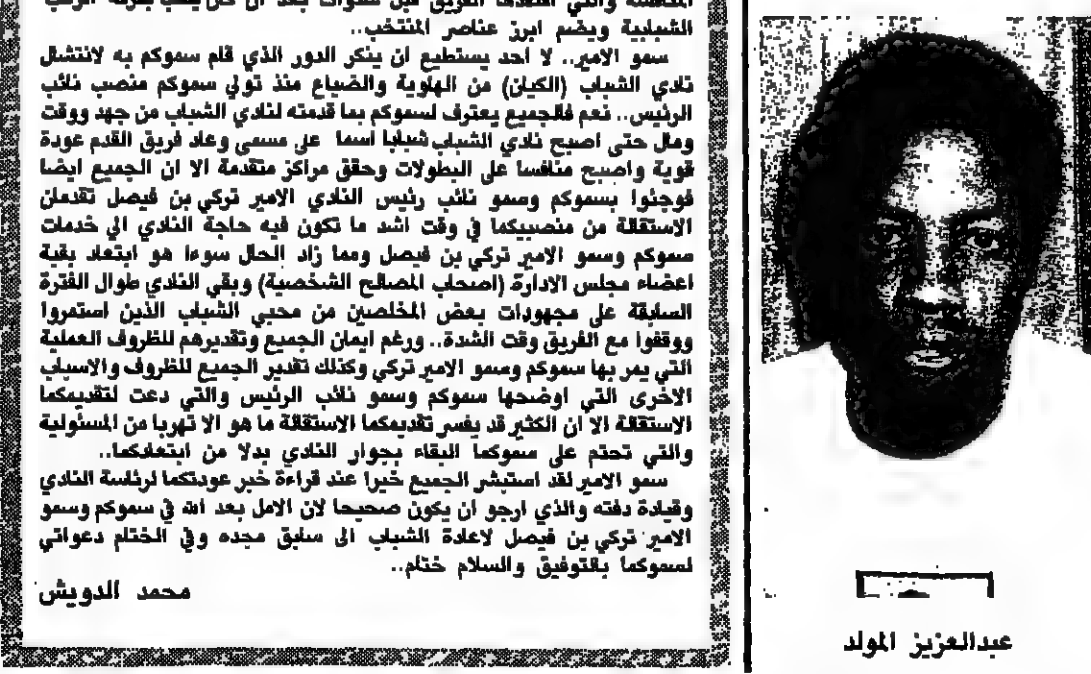 المنافسة والتي افتقدها الفريق قبل سنوات بعد ان كان
الشبابية ويضم ابرز عناصر المنتخب..
سمو الامير.. لا احد يستطيع ان ينكر الدور الذي قام سموكم به لانتشال
نادي الشباب (الكيان) من الهاوية والضياع منذ تولي سموكم منصب نائب
الرئيس.. نعم فالجميع يعترف لسموكم بما قدمته لنادي الشباب من جهد ووقت
ومال حتى اصبح نادي الشباب شبابا اسما على مسمى وعاد فريق القدم عودة
قوية واصبح منافسا على البطولات وحقق مراكز متقدمة الا ان الجميع ايضا
فوجئوا بسموكم وسمو نائب رئيس النادي الامير تركي بن فيصل تقدمان
الاستقالة من منصبيكما في وقت اشد ما تكون فيه حاجة النادي الى خدمات
سموكم وسمو الامير تركي بن فيصل ومما زاد الحال سوءا هو ابتعاد بقية
اعضاء مجلس الادارة (اصحاب المصالح الشخصية) وبقي النادي طوال الفترة
السابقة على مجهودات بعض المخلصين من محبي الشباب الذين استمروا
ووقفوا مع الفريق وقت الشدة.. ورغم ايمان الجميع وتقديرهم للظروف العملية
التي يمر بها سموكم وسمو الامير تركي وكذلك تقدير الجميع للظروف والاسباب
الاخرى التي اوضحها سموكم وسمو نائب الرئيس والتي دعت لتقديمكما
الاستقالة الا ان الكثير قد يفسر تقديمكما الاستقالة ما هو الا تهربا من المسئولية
والتي تحتم على سموكما البقاء بجوار النادي بدلا من ابتعادكما..
سمو الامير لقد استبشر الجميع خيرا عند قراءة خبر عودتكما لرئاسة النادي
وقيادة دفته والذي ارجو ان يكون صحيحا لان الامل بعد الله في سموكم وسمو
الامير تركي بن فيصل لاعادة الشباب الى سابق مجده وفي الختام دعواتي
لسموكما بالتوفيق والسلام ختام..
محمد الدويش
عبدالعزيز المولد